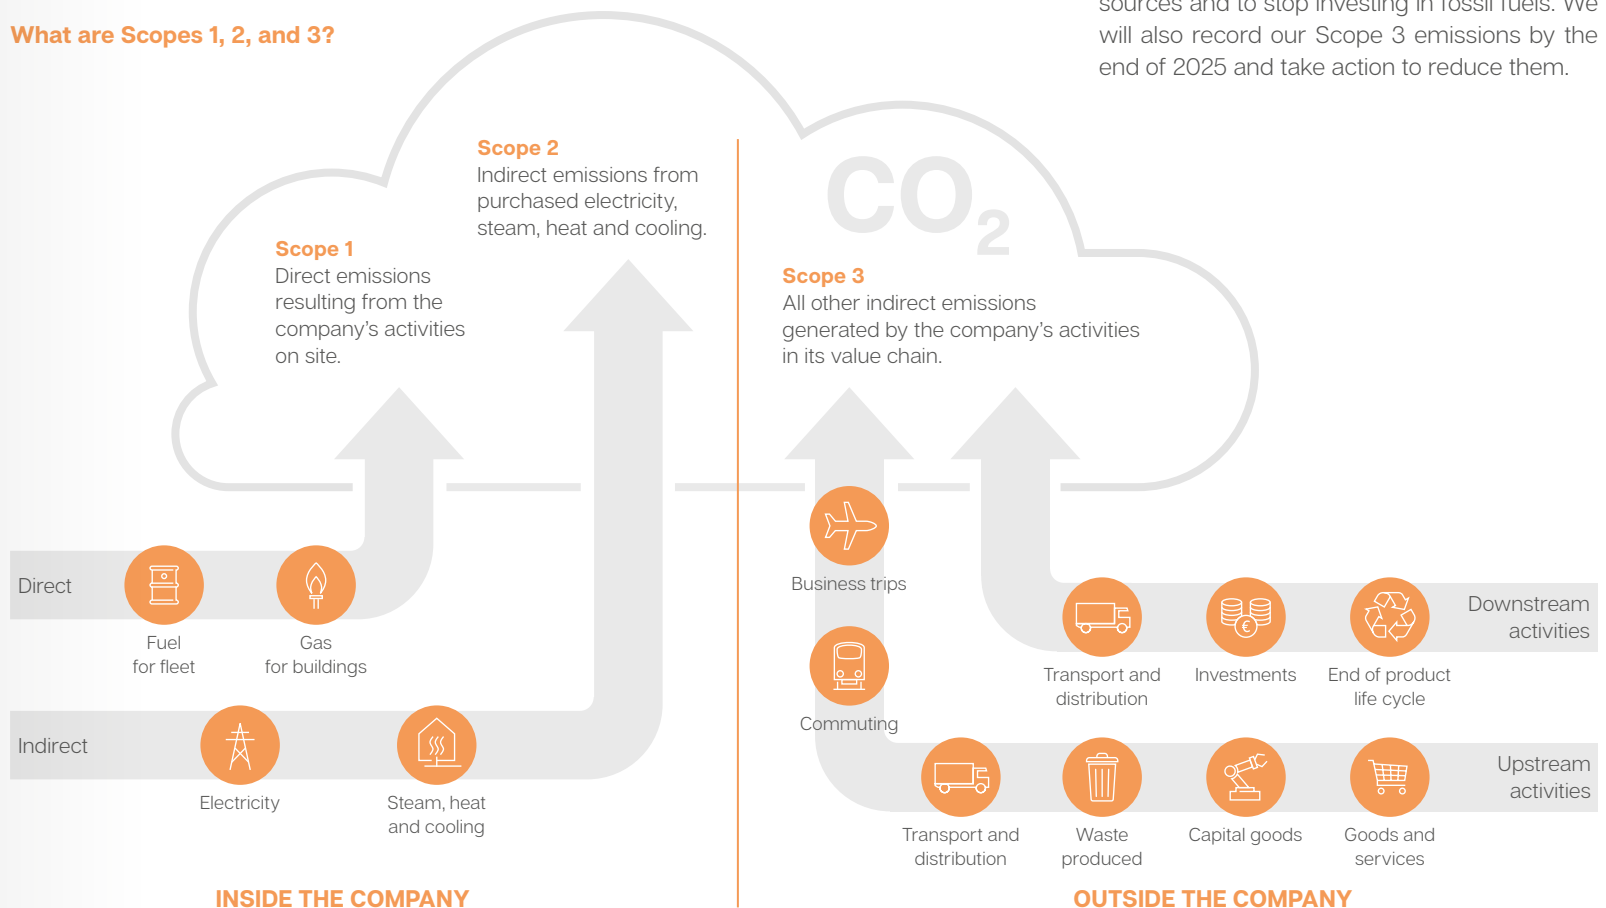 What are Scopes 1, 2, and 3?
sources and to stop investing in fossil fuels. We
will also record our Scope 3 emissions by the
end of 2025 and take action to reduce them.
CO₂
Scope 2
Indirect emissions from
purchased electricity,
steam, heat and cooling.
Scope 1
Direct emissions
resulting from the
company's activities
on site.
Scope 3
All other indirect emissions
generated by the company's activities
in its value chain.
Direct
Fuel
for fleet
Gas
for buildings
Indirect
Electricity
Steam, heat
and cooling
Business trips
Commuting
Downstream
activities
Transport and
distribution
€
Investments
End of product
life cycle
Upstream
activities
Transport and
distribution
Waste
produced
Capital goods
Goods and
services
INSIDE THE COMPANY
OUTSIDE THE COMPANY